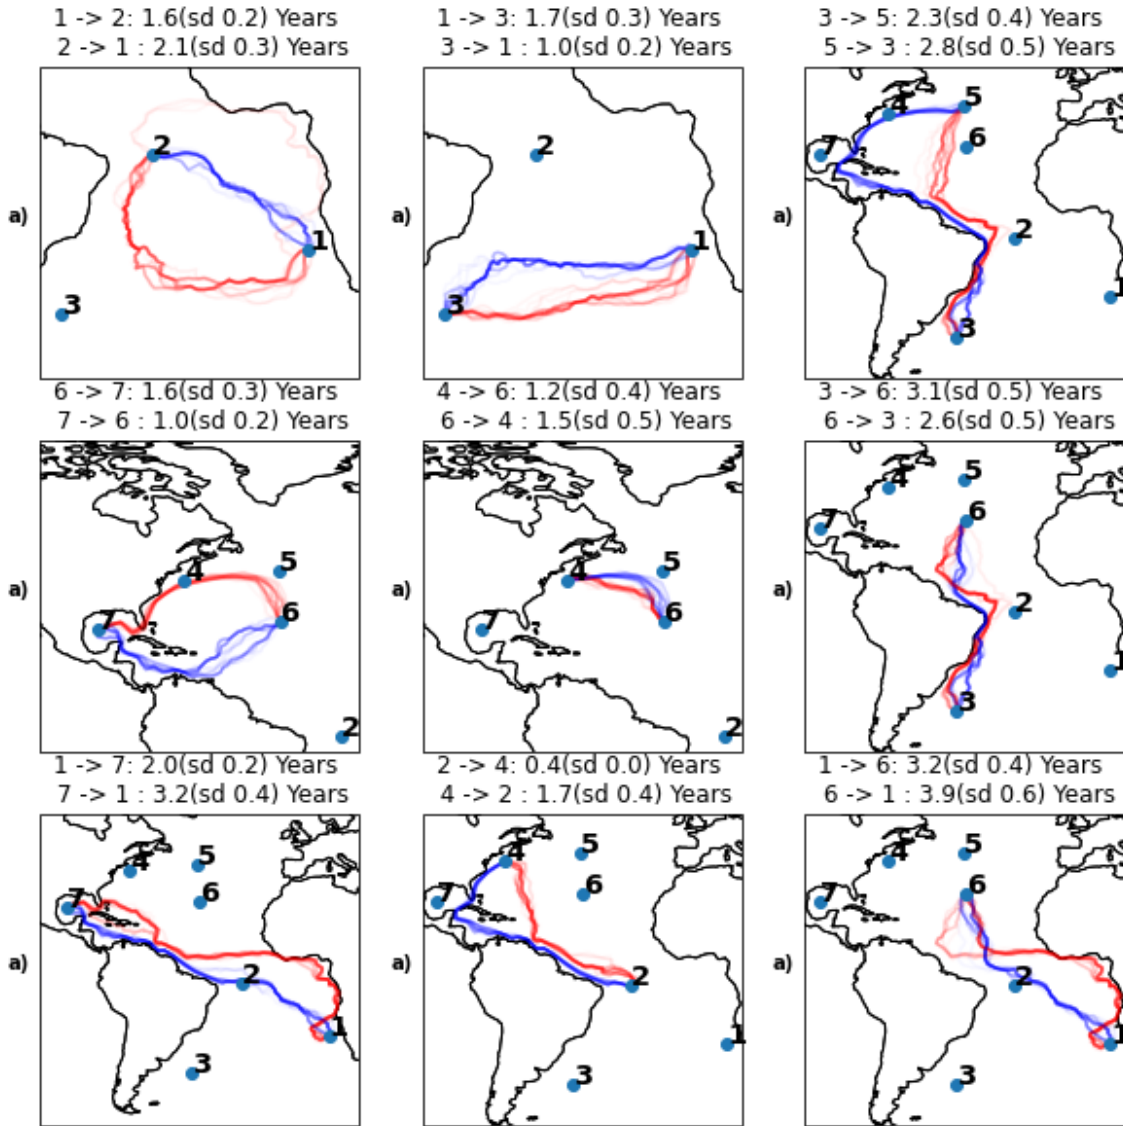 1 -> 2: 1.6(sd 0.2) Years
2 -> 1 : 2.1(sd 0.3) Years
1 -> 3: 1.7(sd 0.3) Years
3 -> 1 : 1.0(sd 0.2) Years
3 -> 5: 2.3(sd 0.4) Years
5 -> 3 : 2.8(sd 0.5) Years
a)
2
1
3
a)
2
1
3
a)
4
5
7
6
2
1
3
6 -> 7: 1.6(sd 0.3) Years
7 -> 6 : 1.0(sd 0.2) Years
4 -> 6: 1.2(sd 0.4) Years
6 -> 4 : 1.5(sd 0.5) Years
3 -> 6: 3.1(sd 0.5) Years
6 -> 3 : 2.6(sd 0.5) Years
a)
5
4
6
7
2
a)
5
4
6
7
2
a)
5
4
6
7
2
1
3
1 -> 7: 2.0(sd 0.2) Years
7 -> 1 : 3.2(sd 0.4) Years
2 -> 4: 0.4(sd 0.0) Years
4 -> 2 : 1.7(sd 0.4) Years
1 -> 6: 3.2(sd 0.4) Years
6 -> 1 : 3.9(sd 0.6) Years
a)
5
4
6
7
2
1
3
a)
5
4
6
7
2
1
3
a)
5
4
6
7
2
1
3